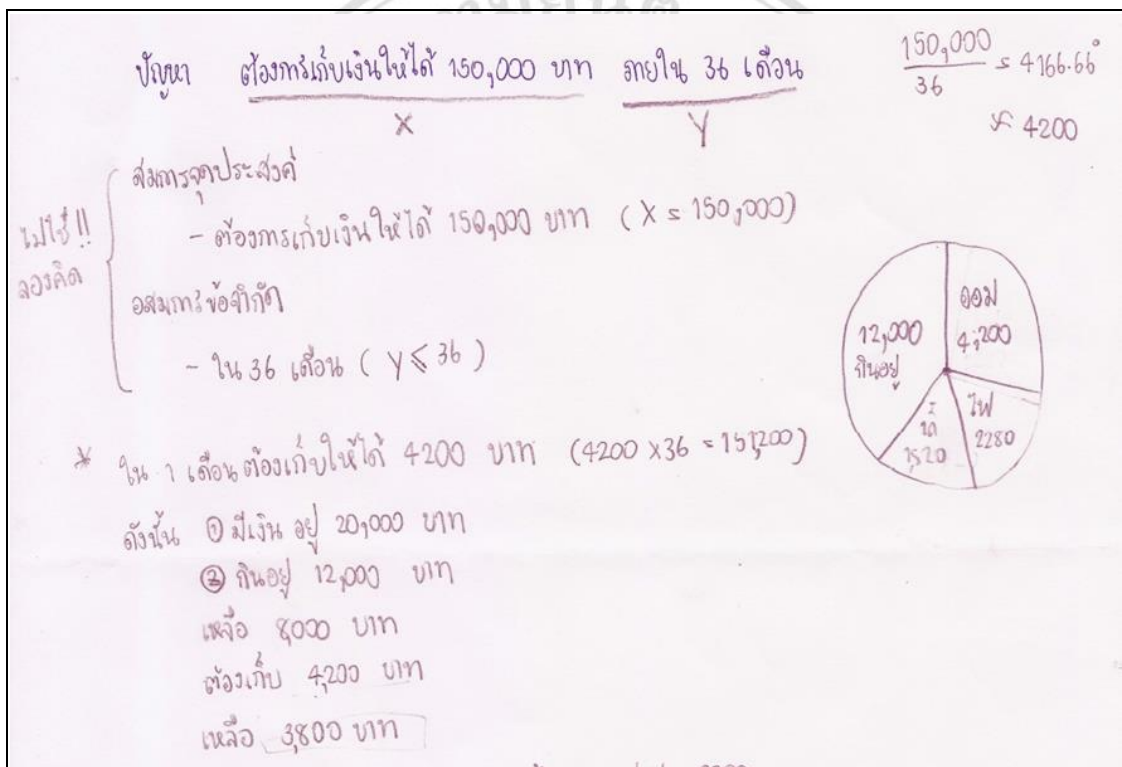 ปัญหา ต้องการเก็บเงินให้ได้ 150,000 บาท ภายใน 36 เดือน
X Y
150,000
36
= 4166.66°
≈ 4200
ไม่ใช่!!
ลองคิด
สมการจุดประสงค์
- ต้องการเก็บเงินให้ได้ 150,000 บาท (X = 150,000)
อสมการข้อจำกัด
- ใน 36 เดือน (Y ≤ 36)
12,000
กินอยู่
ออม
4,200
ไฟ
2280
น้ำ
1,520
* ใน 1 เดือนต้องเก็บให้ได้ 4200 บาท (4200 x 36 = 151,200)
ดังนั้น ① มีเงินอยู่ 20,000 บาท
② กินอยู่ 12,000 บาท
เหลือ 8,000 บาท
ต้องเก็บ 4,200 บาท
เหลือ 3,800 บาท